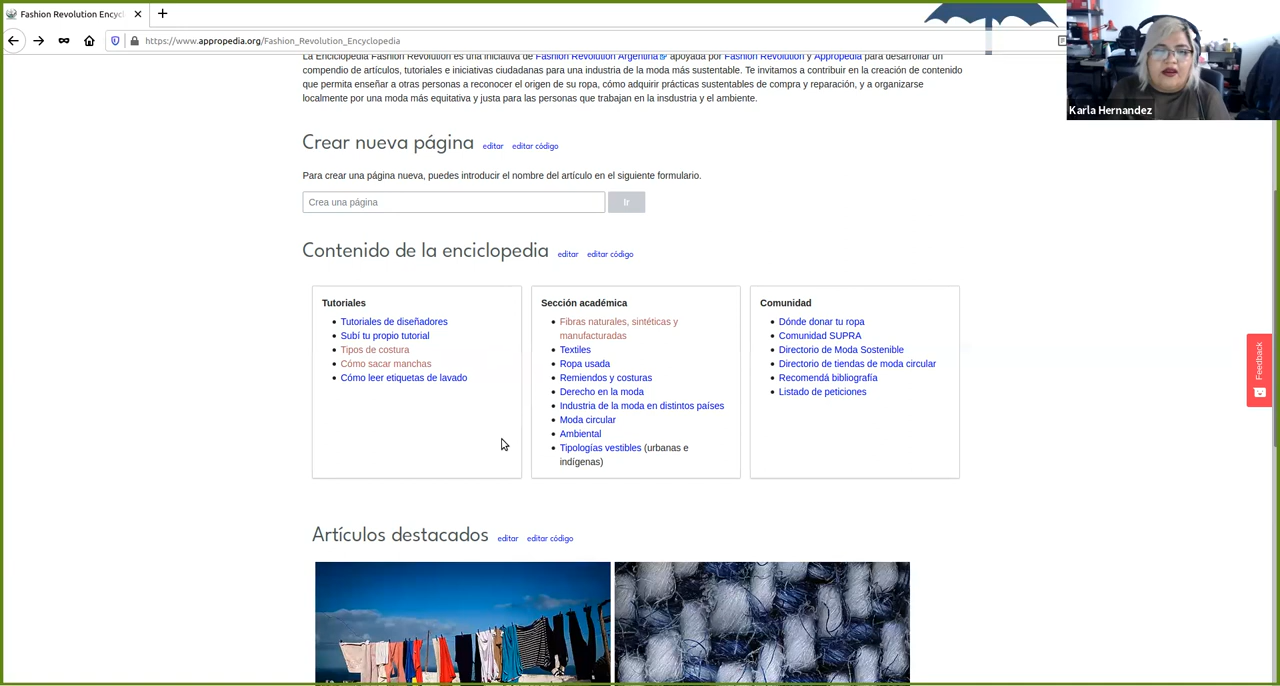 Fashion Revolution Encycl
https://www.appropedia.org/Fashion_Revolution_Encyclopedia
Karla Hernandez
La Enciclopedia Fashion Revolution es una iniciativa de Fashion Revolution Argentina apoyada por Fashion Revolution y Appropedia para desarrollar un
compendio de artículos, tutoriales e iniciativas ciudadanas para una industria de la moda más sustentable. Te invitamos a contribuir en la creación de contenido
que permita enseñar a otras personas a reconocer el origen de su ropa, cómo adquirir prácticas sustentables de compra y reparación, y a organizarse
localmente por una moda más equitativa y justa para las personas que trabajan en la insdustria y el ambiente.
Crear nueva página editar editar código
Para crear una página nueva, puedes introducir el nombre del artículo en el siguiente formulario.
Crea una página Ir
Contenido de la enciclopedia editar editar código
Tutoriales
Tutoriales de diseñadores
Subí tu propio tutorial
Tipos de costura
Cómo sacar manchas
Cómo leer etiquetas de lavado
Sección académica
Fibras naturales, sintéticas y
manufacturadas
Textiles
Ropa usada
Remiendos y costuras
Derecho en la moda
Industria de la moda en distintos países
Moda circular
Ambiental
Tipologías vestibles (urbanas e
indígenas)
Comunidad
Dónde donar tu ropa
Comunidad SUPRA
Directorio de Moda Sostenible
Directorio de tiendas de moda circular
Recomendá bibliografía
Listado de peticiones
Feedback
Artículos destacados editar editar código